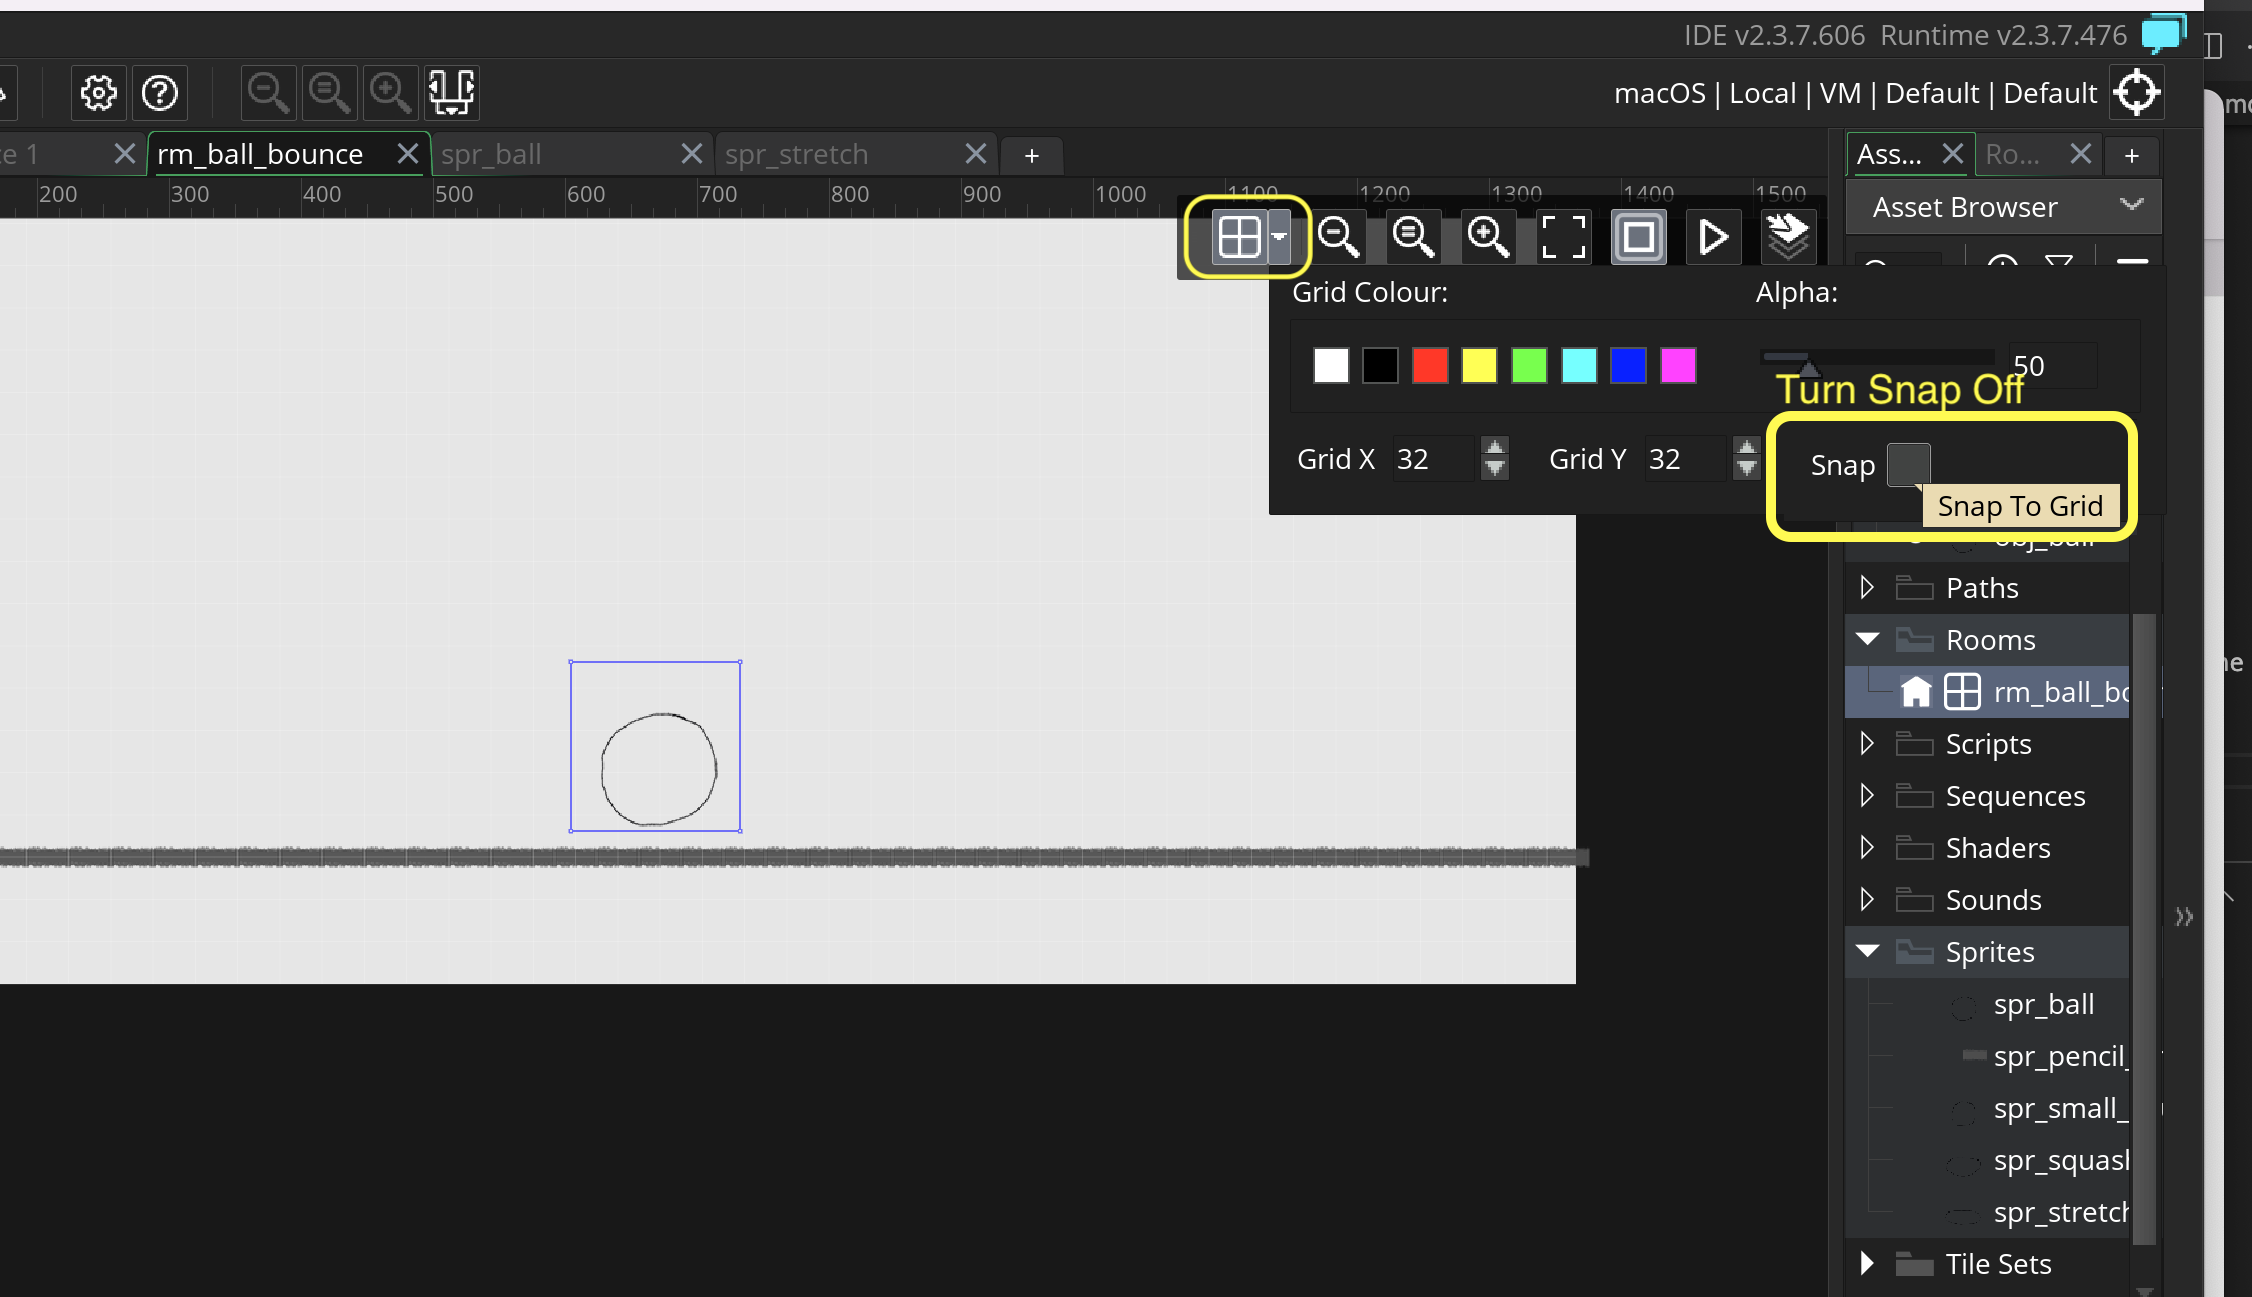 IDE v2.3.7.606 Runtime v2.3.7.476
macOS | Local | VM | Default | Default
e 1
rm_ball_bounce
spr_ball
spr_stretch
+
Ass...
Ro...
+
200 300 400 500 600 700 800 900 1000 1100 1200 1300 1400 1500
Asset Browser
Grid Colour:
Alpha:
50
Turn Snap Off
Grid X 32
Grid Y 32
Snap
Snap To Grid
obj_ball
Paths
Rooms
rm_ball_bo
Scripts
Sequences
Shaders
Sounds
Sprites
spr_ball
spr_pencil_
spr_small_
spr_squash
spr_stretch
Tile Sets